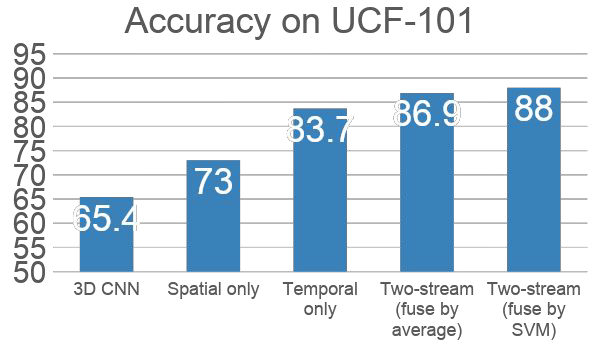 Accuracy on UCF-101
95
90
85
80
75
70
65
60
55
50
65.4
73
83.7
86.9
88
3D CNN
Spatial only
Temporal
only
Two-stream
(fuse by
average)
Two-stream
(fuse by
SVM)